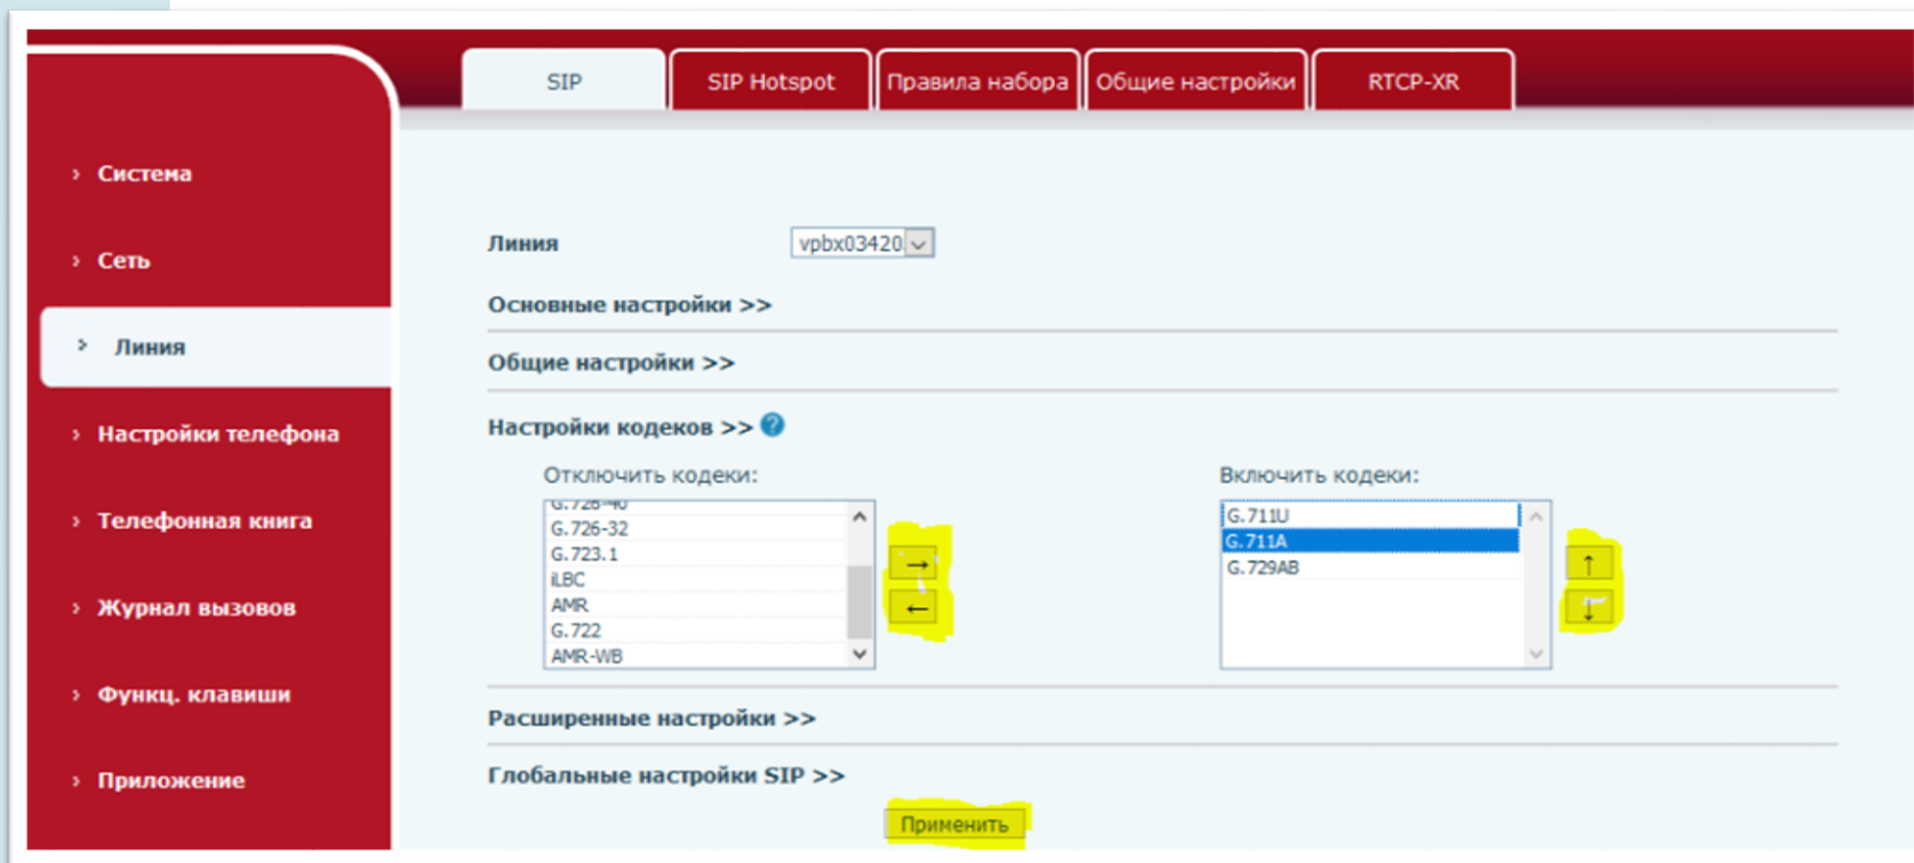 SIP
SIP Hotspot
Правила набора
Общие настройки
RTCP-XR
Система
Сеть
Линия
Настройки телефона
Телефонная книга
Журнал вызовов
Функц. клавиши
Приложение
Линия
vpbx03420
Основные настройки >>
Общие настройки >>
Настройки кодеков >> ?
Отключить кодеки:
G.726-40
G.726-32
G.723.1
iLBC
AMR
G.722
AMR-WB
→
←
Включить кодеки:
G.711U
G.711A
G.729AB
↑
↓
Расширенные настройки >>
Глобальные настройки SIP >>
Применить